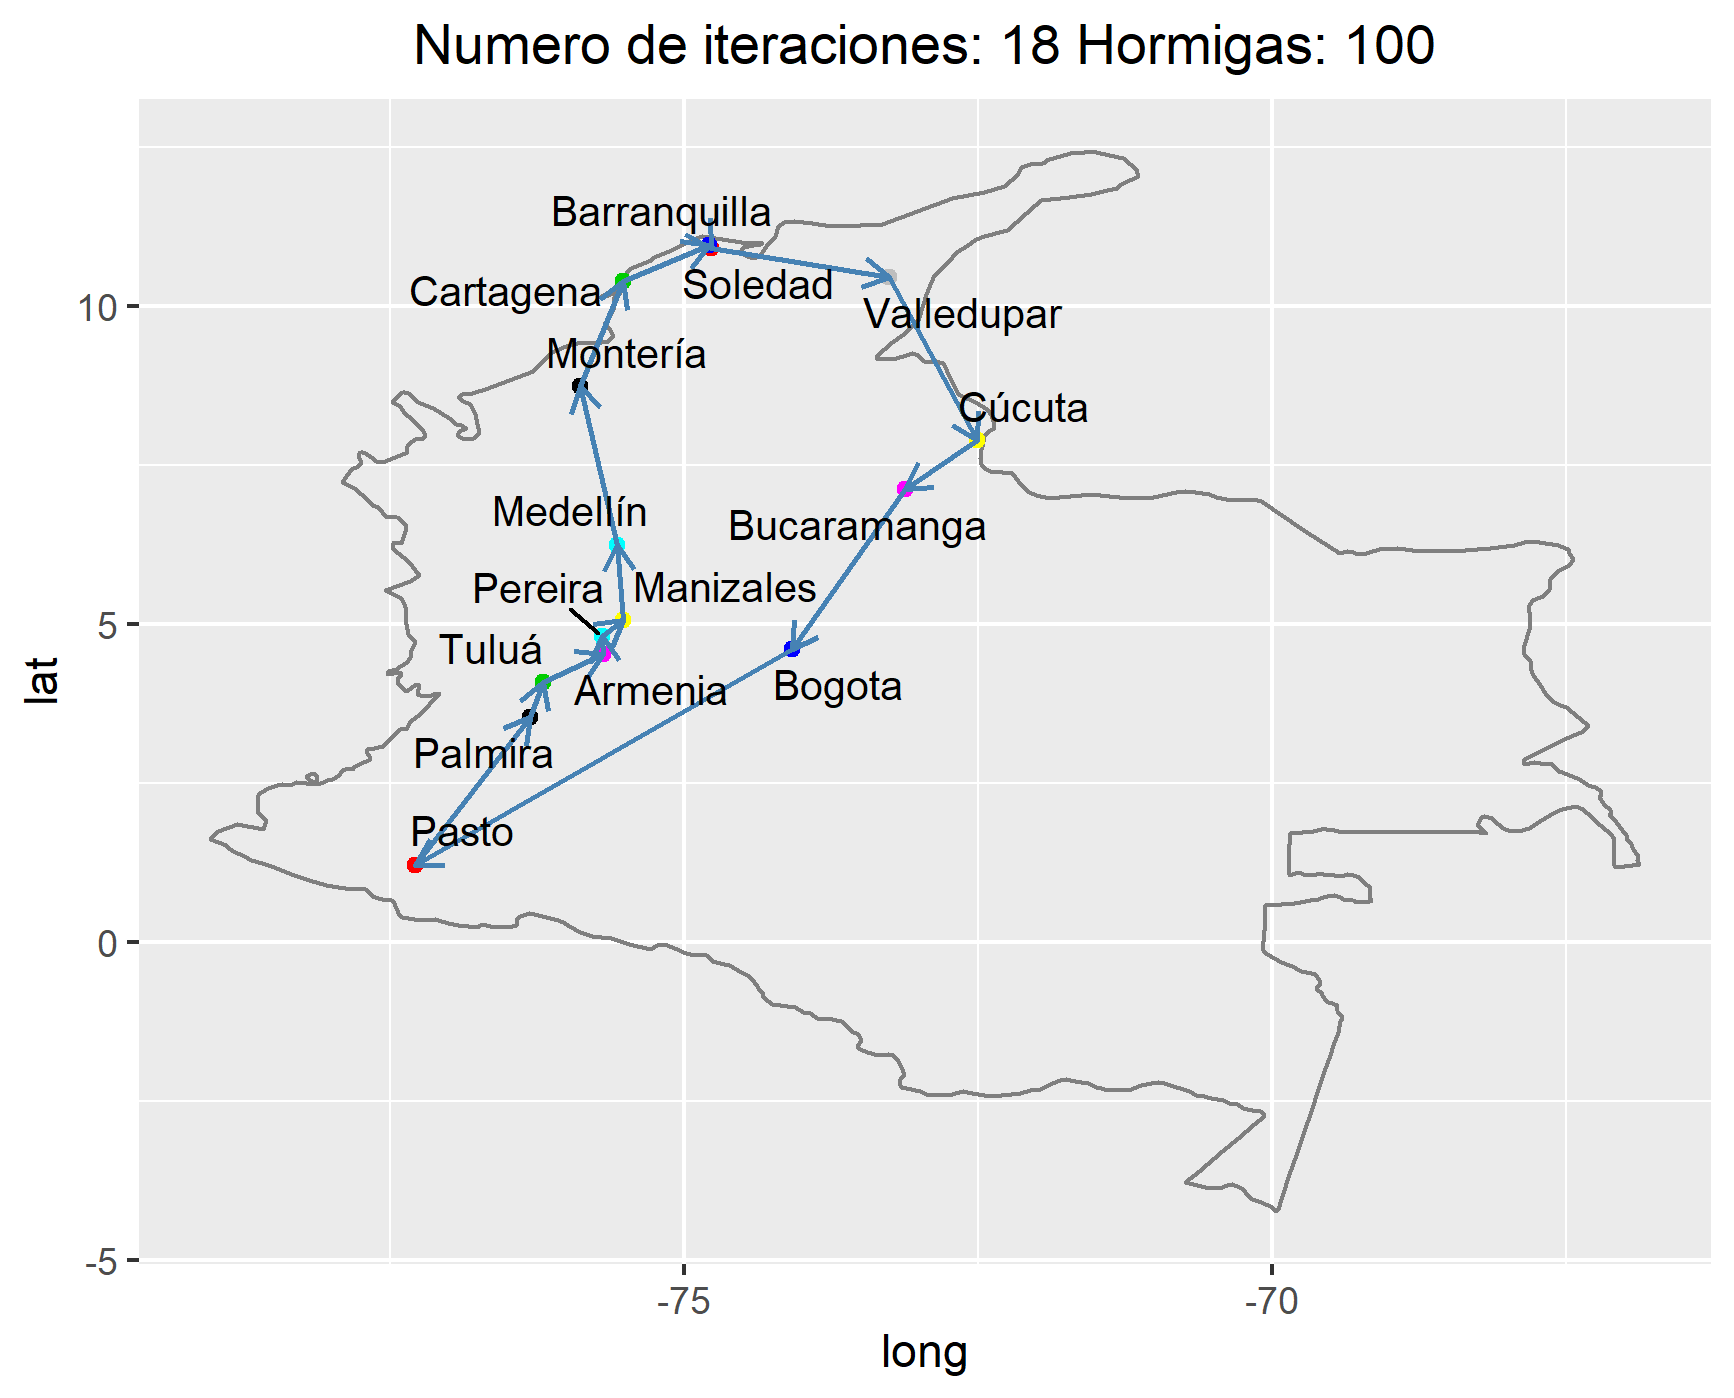 Numero de iteraciones: 18 Hormigas: 100
Barranquilla
Cartagena
Soledad
Valledupar
Montería
Cúcuta
Medellín
Bucaramanga
Pereira
Manizales
Tuluá
Armenia
Bogota
Palmira
Pasto
lat
10
5
0
-5
-75
-70
long